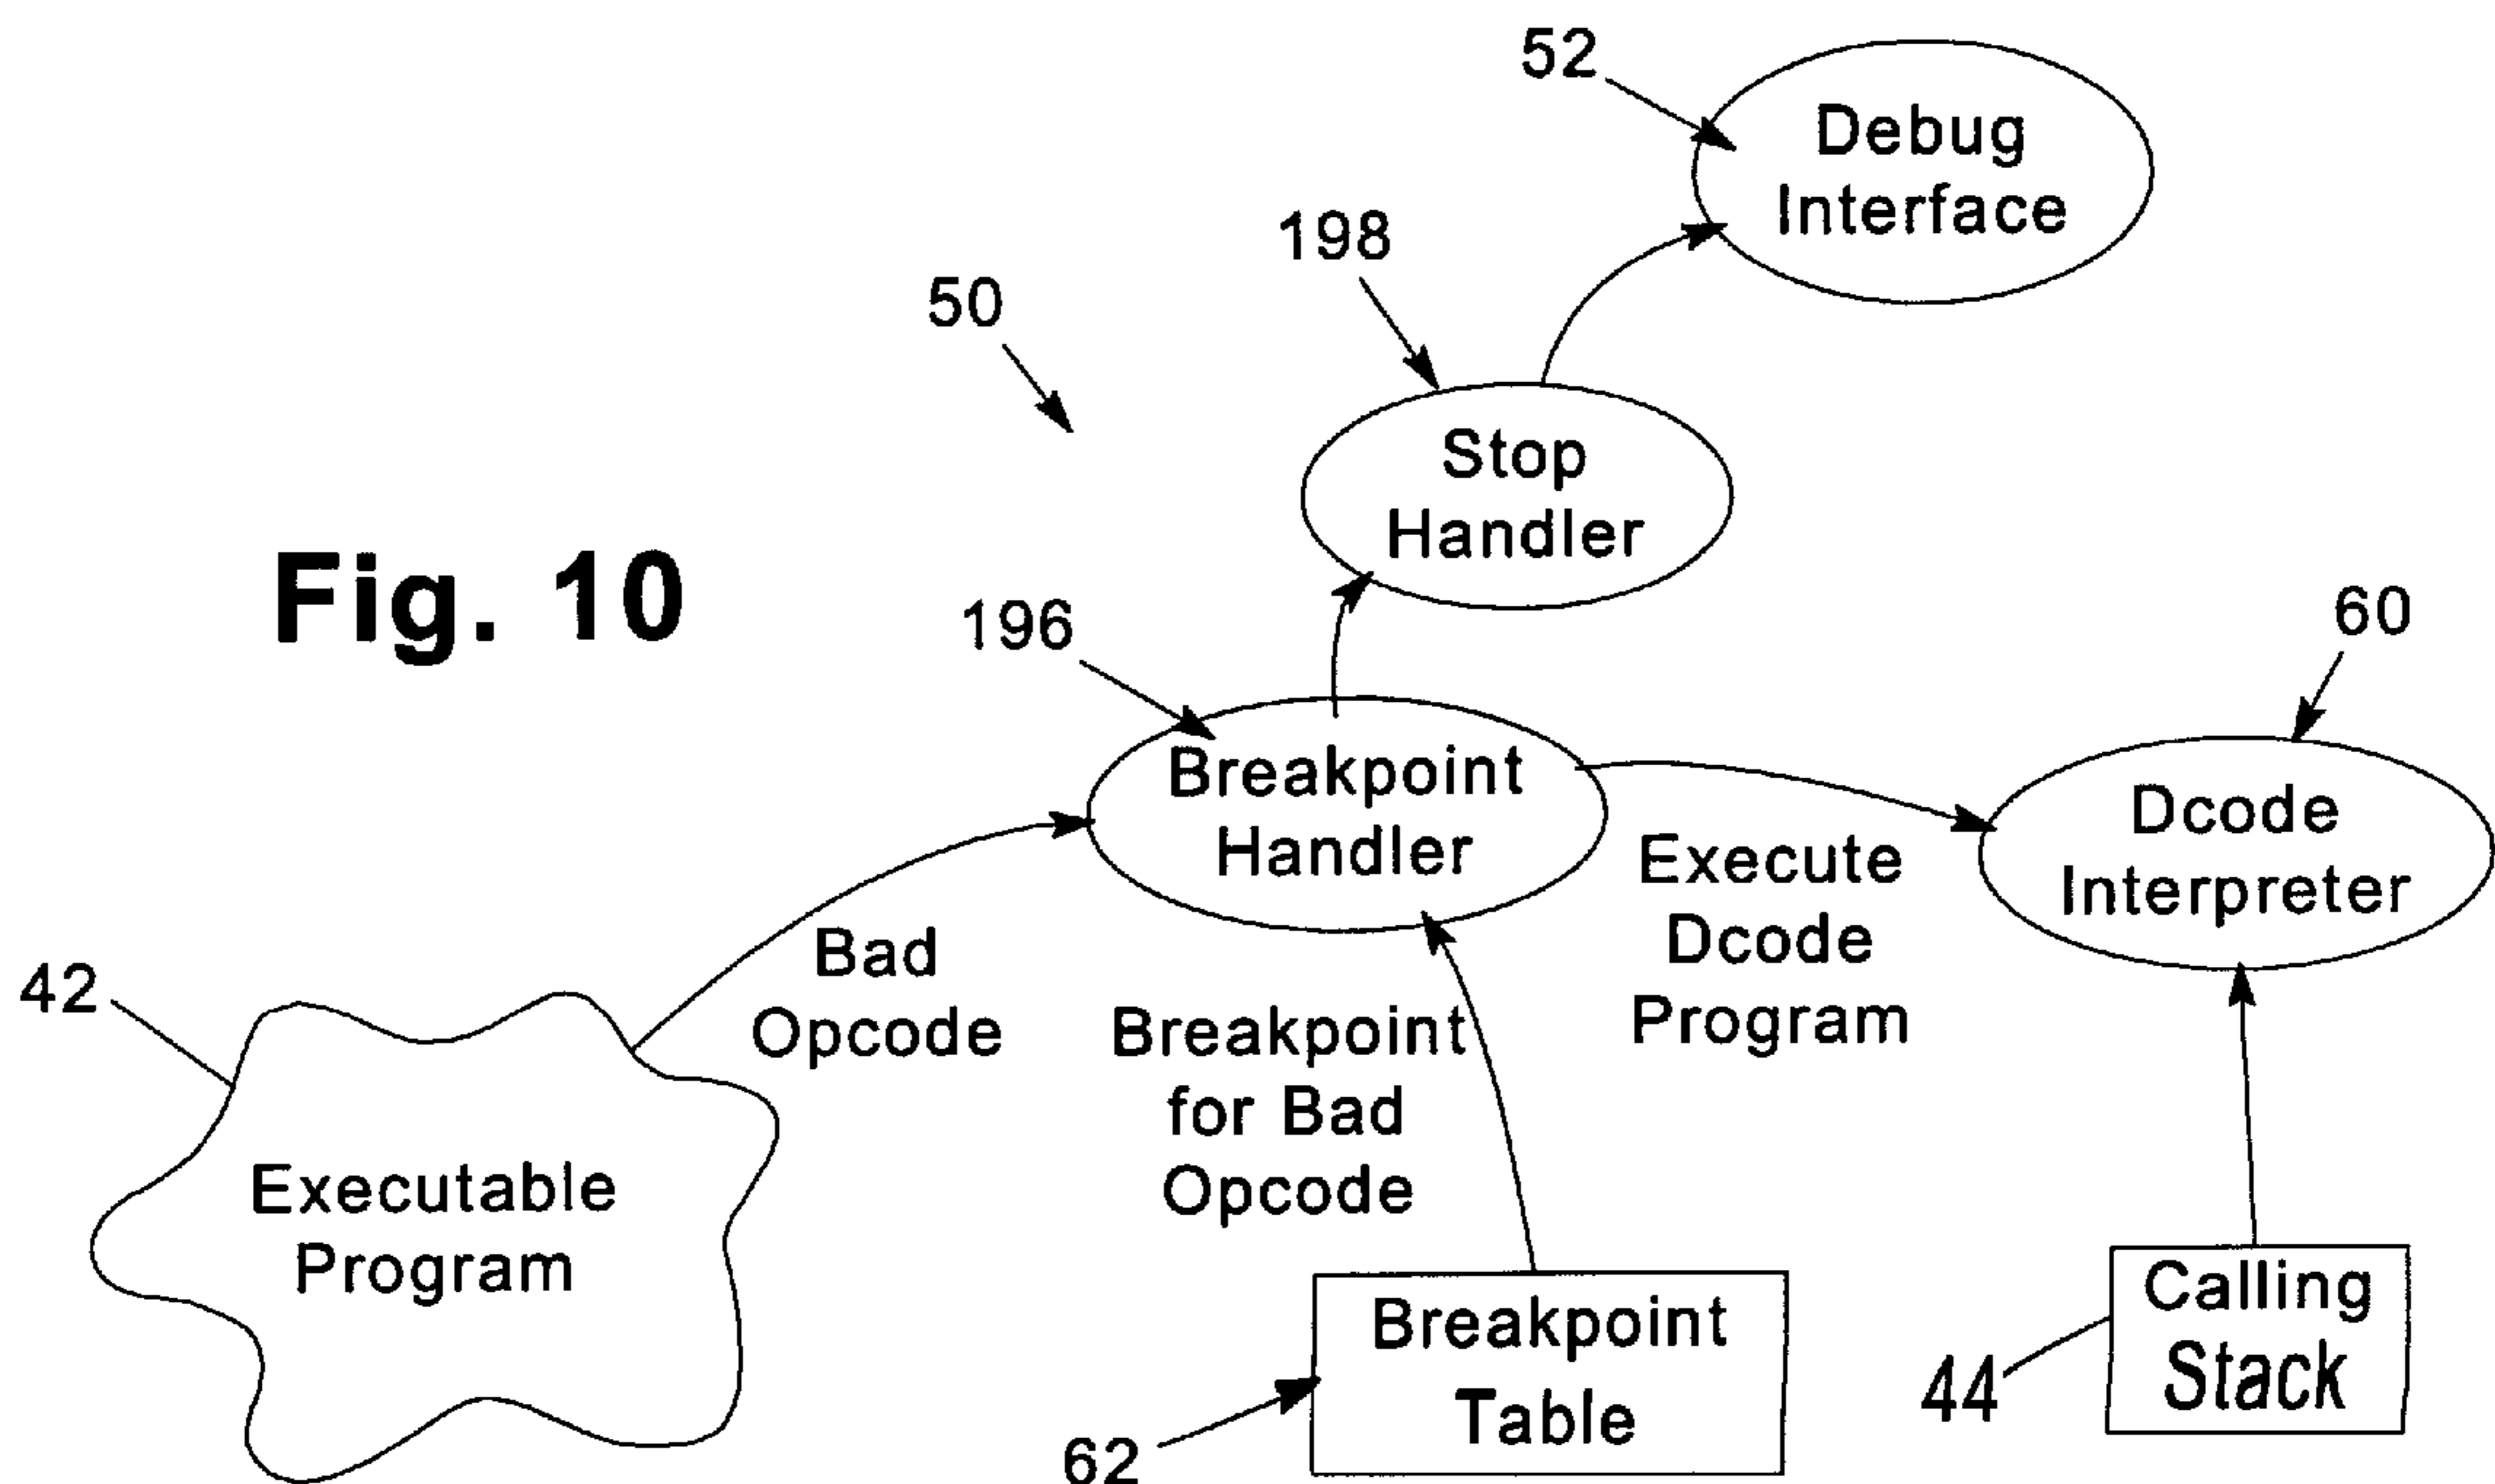 52
Debug
Interface
198
50
Stop
Handler
Fig. 10
196
60
Breakpoint
Handler
Dcode
Interpreter
Execute
Dcode
Program
Bad
Opcode
42
Breakpoint
for Bad
Opcode
Executable
Program
Breakpoint
Table
62
Calling
Stack
44